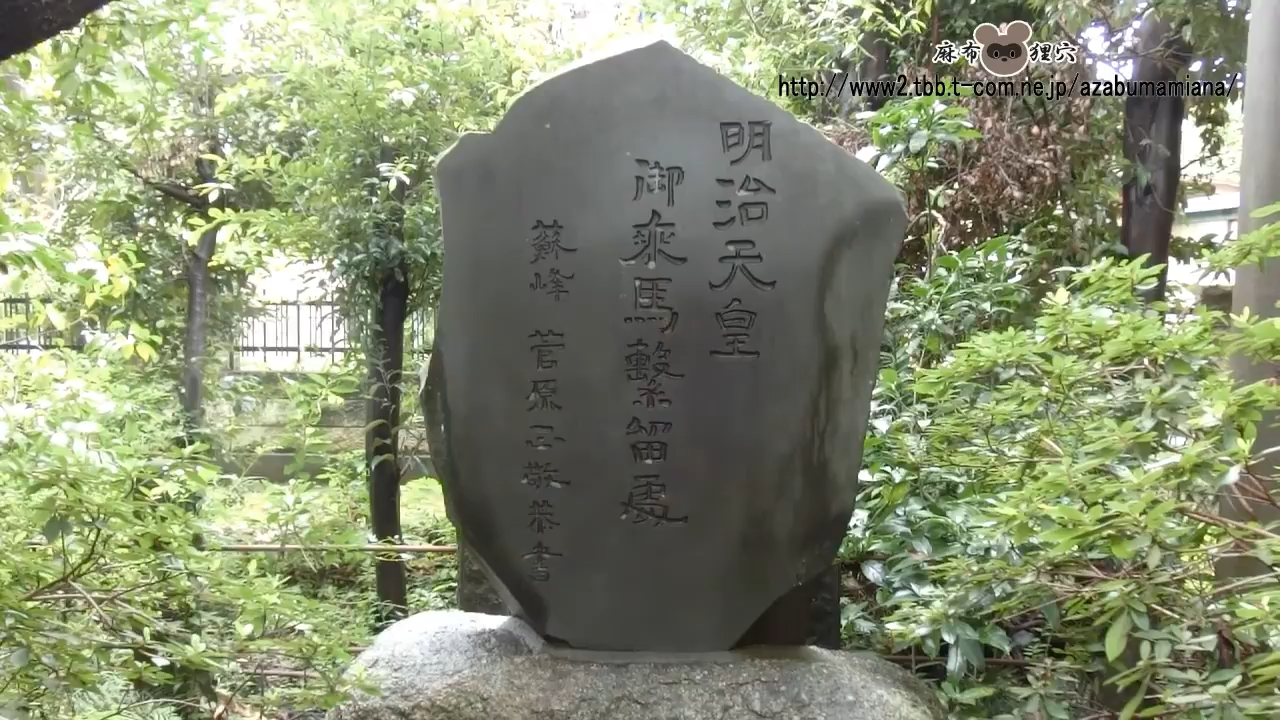 麻布 狸穴
http://www2.tbb.t-com.ne.jp/azabumamiana/
明治天皇
御乘馬繫留處
蘇峰 菅原正敬恭書